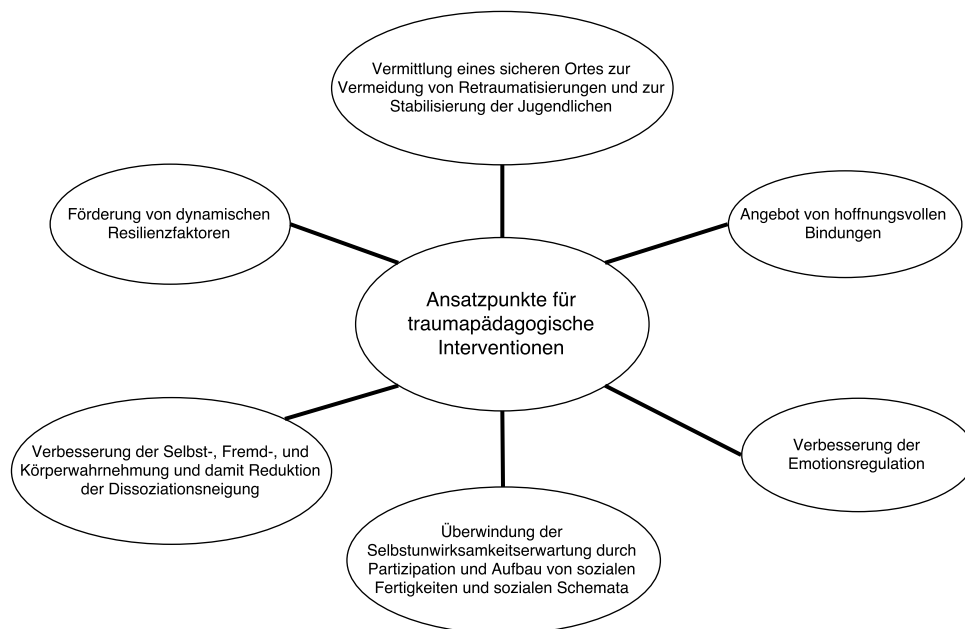 Vermittlung eines sicheren Ortes zur
Vermeidung von Retraumatisierungen und zur
Stabilisierung der Jugendlichen
Förderung von dynamischen
Resilienzfaktoren
Angebot von hoffnungsvollen
Bindungen
Ansatzpunkte für
traumapädagogische
Interventionen
Verbesserung der Selbst-, Fremd-, und
Körperwahrnehmung und damit Reduktion
der Dissoziationsneigung
Verbesserung der
Emotionsregulation
Überwindung der
Selbstunwirksamkeitserwartung durch
Partizipation und Aufbau von sozialen
Fertigkeiten und sozialen Schemata